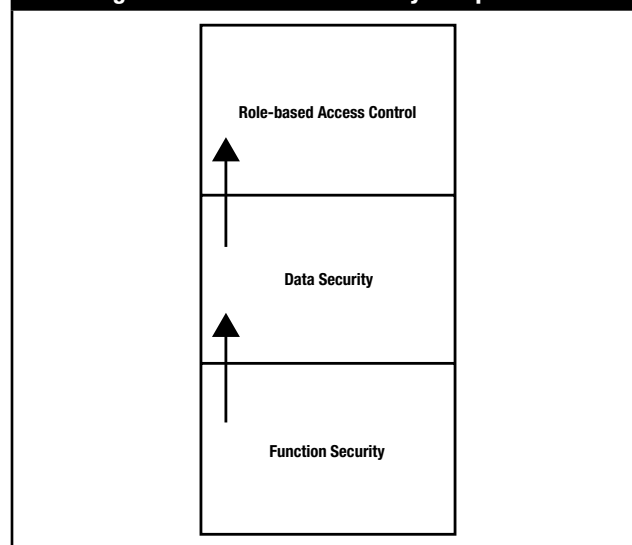 Role-based Access Control
Data Security
Function Security